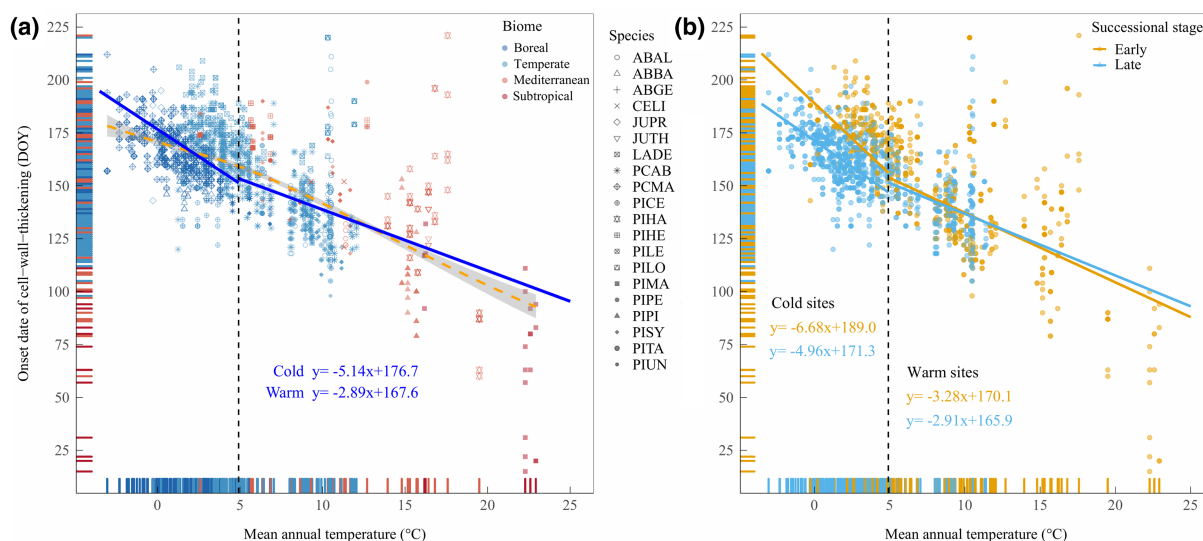 (a)
225
200
175
150
125
100
75
50
25
Onset date of cell−wall−thickening (DOY)
Biome
Boreal
Temperate
Mediterranean
Subtropical
Cold y= -5.14x+176.7
Warm y= -2.89x+167.6
0
5
10
15
20
25
Mean annual temperature (°C)
Species
ABAL
ABBA
ABGE
CELI
JUPR
JUTH
LADE
PCAB
PCMA
PICE
PIHA
PIHE
PILE
PILO
PIMA
PIPE
PIPI
PISY
PITA
PIUN
(b)
225
200
175
150
125
100
75
50
25
Successional stage
Early
Late
Cold sites
y= -6.68x+189.0
y= -4.96x+171.3
Warm sites
y= -3.28x+170.1
y= -2.91x+165.9
0
5
10
15
20
25
Mean annual temperature (°C)